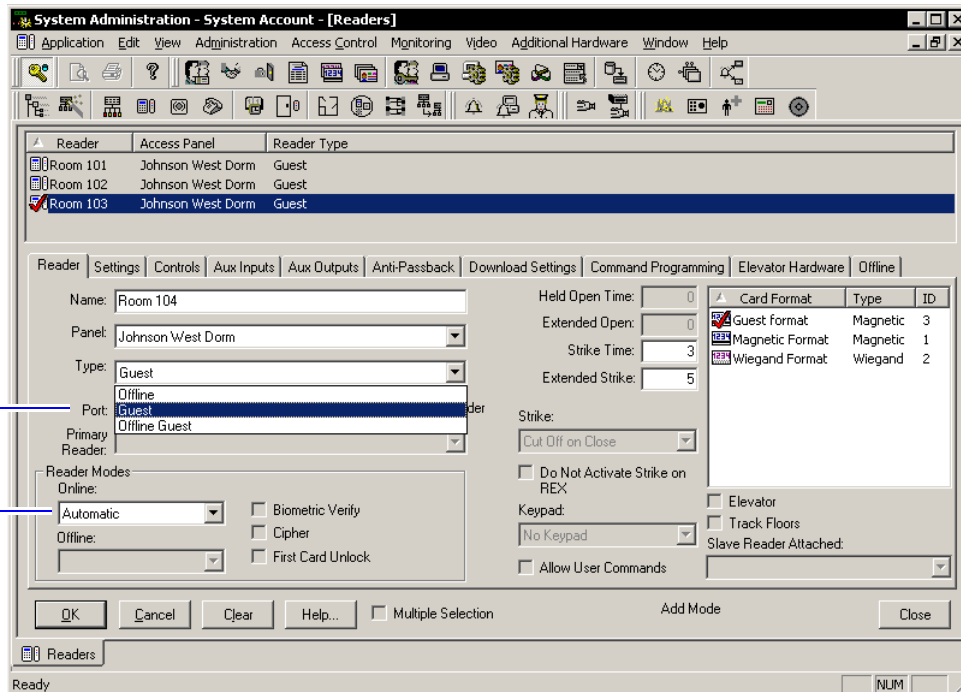 System Administration - System Account - [Readers]
Application Edit View Administration Access Control Monitoring Video Additional Hardware Window Help
Reader Access Panel Reader Type
Room 101 Johnson West Dorm Guest
Room 102 Johnson West Dorm Guest
Room 103 Johnson West Dorm Guest
Reader Settings Controls Aux Inputs Aux Outputs Anti-Passback Download Settings Command Programming Elevator Hardware Offline
Name: Room 104
Panel: Johnson West Dorm
Type: Guest
Offline
Port: Guest
der
Offline Guest
Primary Reader:
Reader Modes
Online:
Automatic
Offline:
Biometric Verify
Cipher
First Card Unlock
Held Open Time: 0
Extended Open: 0
Strike Time: 3
Extended Strike: 5
Strike:
Cut Off on Close
Do Not Activate Strike on
REX
Keypad:
No Keypad
Allow User Commands
Card Format Type ID
Guest format Magnetic 3
Magnetic Format Magnetic 1
Wiegand Format Wiegand 2
Elevator
Track Floors
Slave Reader Attached:
OK Cancel Clear Help... Multiple Selection Add Mode Close
Readers
Ready NUM